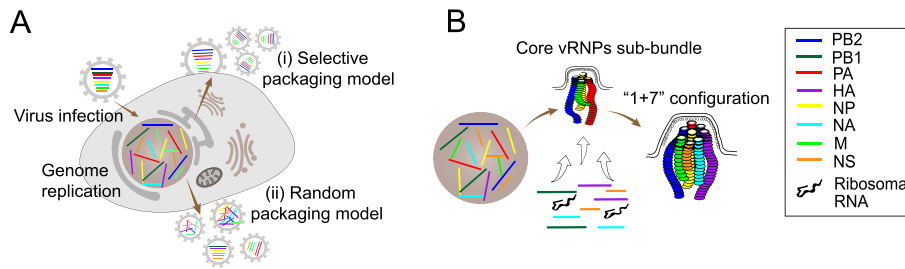 A
(i) Selective
packaging model
Virus infection
Genome
replication
(ii) Random
packaging model
B
Core vRNPs sub-bundle
“1+7” configuration
PB2
PB1
PA
HA
NP
NA
M
NS
Ribosoma
RNA